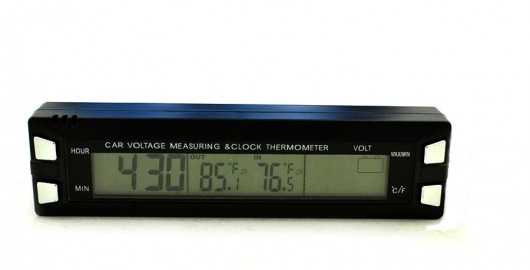 CAR VOLTAGE MEASURING &CLOCK THERMOMETER VOLT
HOUR MAX/MIN
OUT IN
4 30 85.1 °F 76.5 °F
MIN °C/F